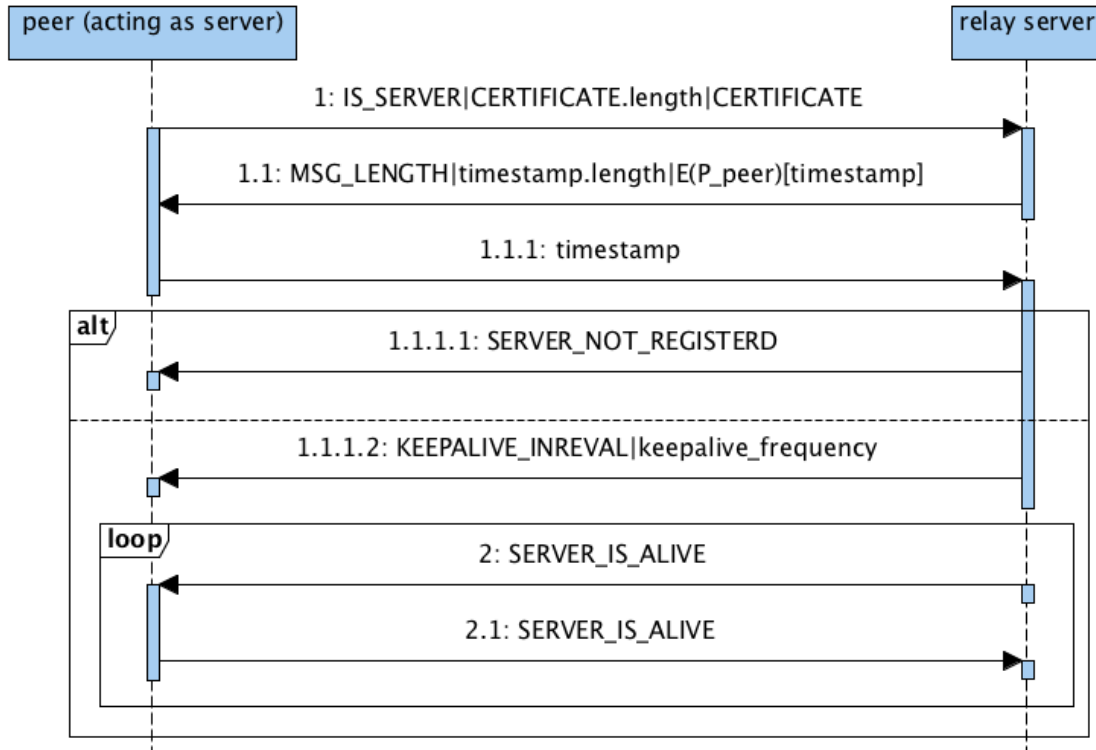 peer (acting as server)
relay server
1: IS_SERVER|CERTIFICATE.length|CERTIFICATE
1.1: MSG_LENGTH|timestamp.length|E(P_peer)[timestamp]
1.1.1: timestamp
alt
1.1.1.1: SERVER_NOT_REGISTERD
1.1.1.2: KEEPALIVE_INREVAL|keepalive_frequency
loop
2: SERVER_IS_ALIVE
2.1: SERVER_IS_ALIVE